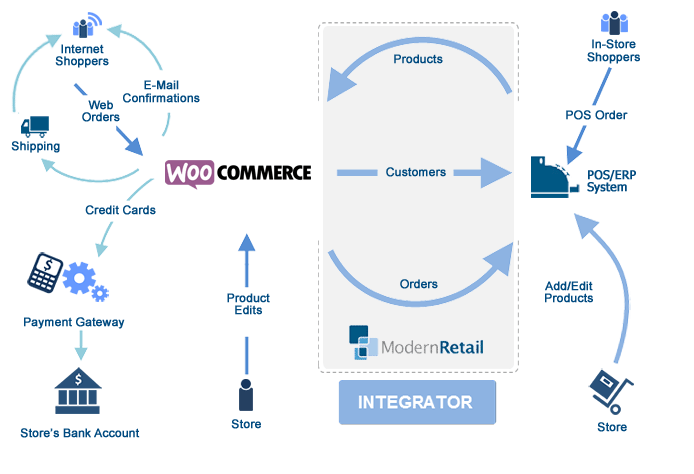 Internet
Shoppers
E-Mail
Confirmations
Web
Orders
Shipping
WOO COMMERCE
Credit Cards
$
Payment Gateway
$
Store's Bank Account
Product
Edits
Store
Products
Customers
Orders
ModernRetail
INTEGRATOR
In-Store
Shoppers
POS Order
POS/ERP
System
Add/Edit
Products
Store